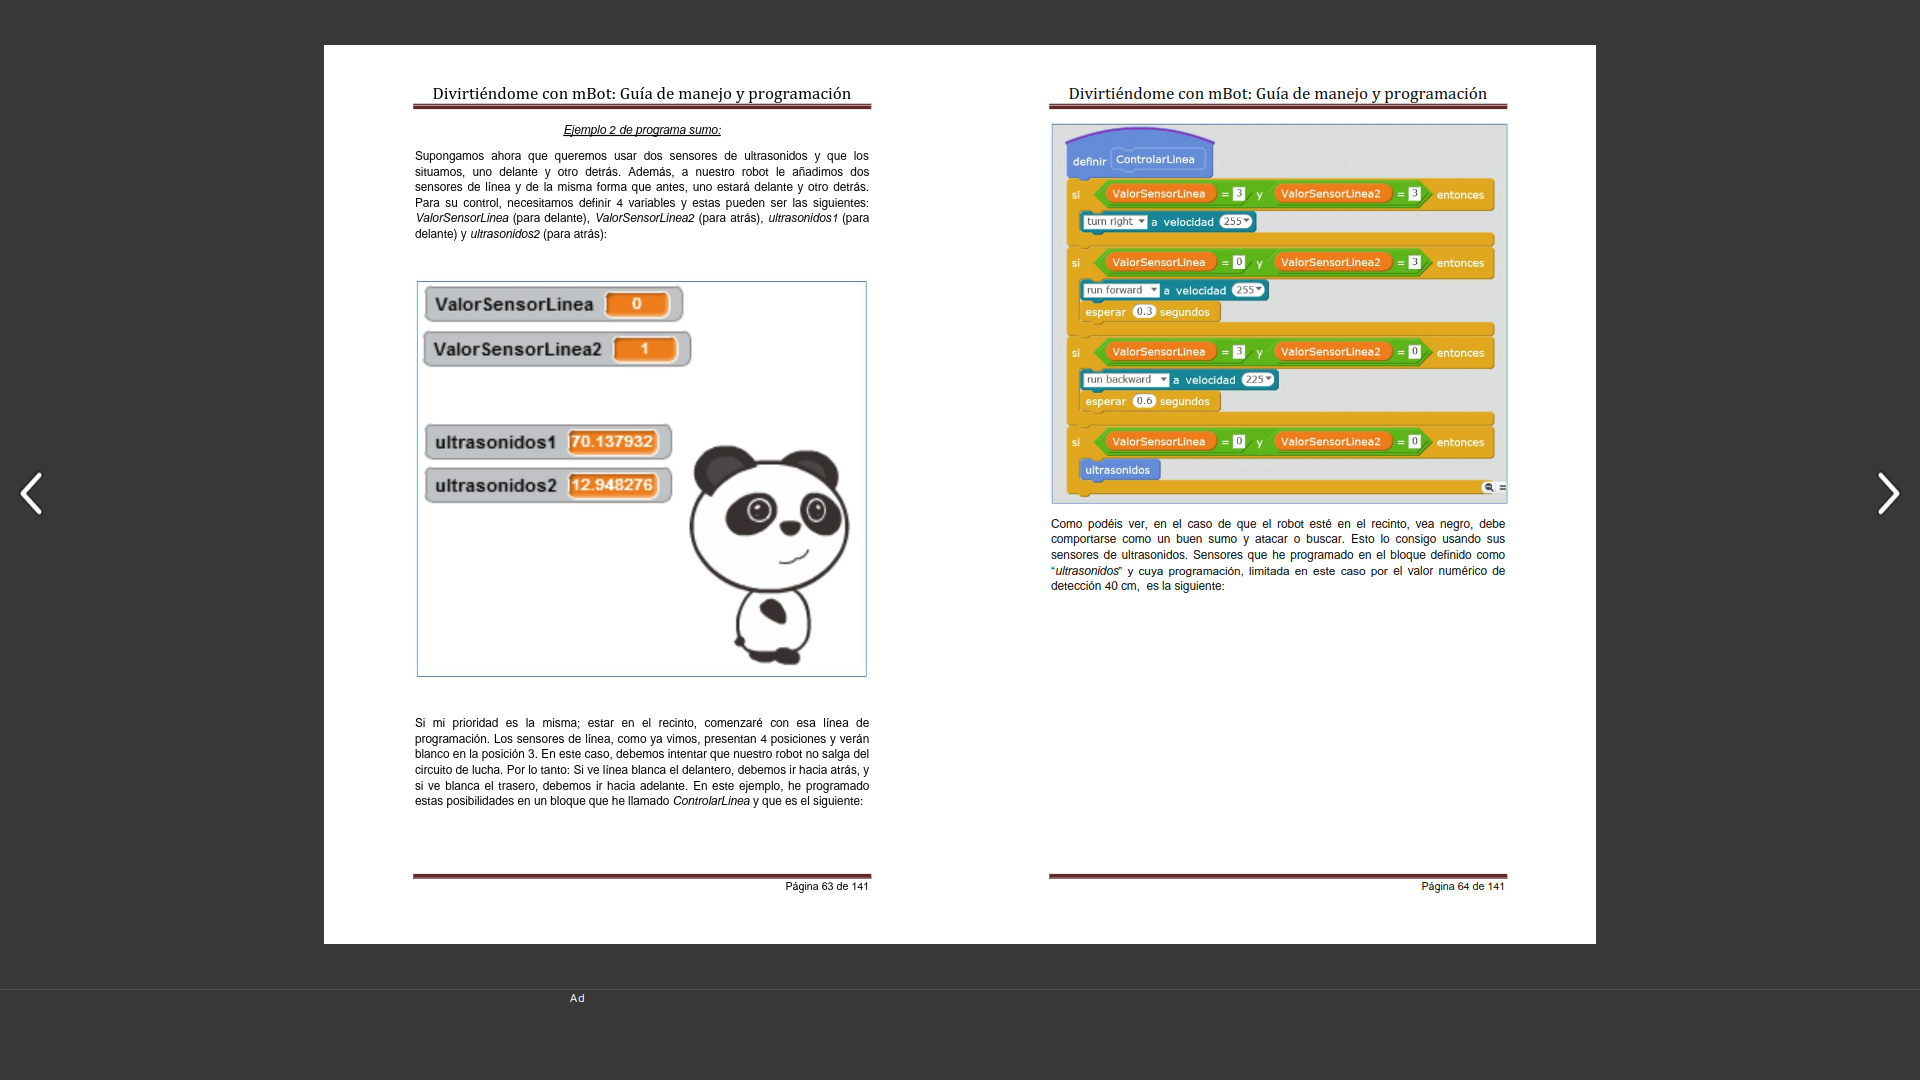 Divirtiéndome con mBot: Guía de manejo y programación
Ejemplo 2 de programa sumo:
Supongamos ahora que queremos usar dos sensores de ultrasonidos y que los
situamos, uno delante y otro detrás. Además, a nuestro robot le añadimos dos
sensores de línea y de la misma forma que antes, uno estará delante y otro detrás.
Para su control, necesitamos definir 4 variables y estas pueden ser las siguientes:
ValorSensorLinea (para delante), ValorSensorLinea2 (para atrás), ultrasonidos1 (para
delante) y ultrasonidos2 (para atrás):
ValorSensorLinea 0
ValorSensorLinea2 1
ultrasonidos1 70.137932
ultrasonidos2 12.948276
Si mi prioridad es la misma; estar en el recinto, comenzaré con esa línea de
programación. Los sensores de línea, como ya vimos, presentan 4 posiciones y verán
blanco en la posición 3. En este caso, debemos intentar que nuestro robot no salga del
circuito de lucha. Por lo tanto: Si ve línea blanca el delantero, debemos ir hacia atrás, y
si ve blanca el trasero, debemos ir hacia adelante. En este ejemplo, he programado
estas posibilidades en un bloque que he llamado ControlarLinea y que es el siguiente:
Página 63 de 141
Divirtiéndome con mBot: Guía de manejo y programación
definir ControlarLinea
si ValorSensorLinea = 3 y ValorSensorLinea2 = 3 entonces
turn right a velocidad 255
si ValorSensorLinea = 0 y ValorSensorLinea2 = 3 entonces
run forward a velocidad 255
esperar 0.3 segundos
si ValorSensorLinea = 3 y ValorSensorLinea2 = 0 entonces
run backward a velocidad 225
esperar 0.6 segundos
si ValorSensorLinea = 0 y ValorSensorLinea2 = 0 entonces
ultrasonidos
Como podéis ver, en el caso de que el robot esté en el recinto, vea negro, debe
comportarse como un buen sumo y atacar o buscar. Esto lo consigo usando sus
sensores de ultrasonidos. Sensores que he programado en el bloque definido como
“ultrasonidos” y cuya programación, limitada en este caso por el valor numérico de
detección 40 cm, es la siguiente:
Página 64 de 141
Ad